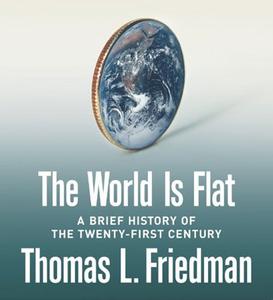 The World Is Flat
A BRIEF HISTORY OF
THE TWENTY-FIRST CENTURY
Thomas L. Friedman